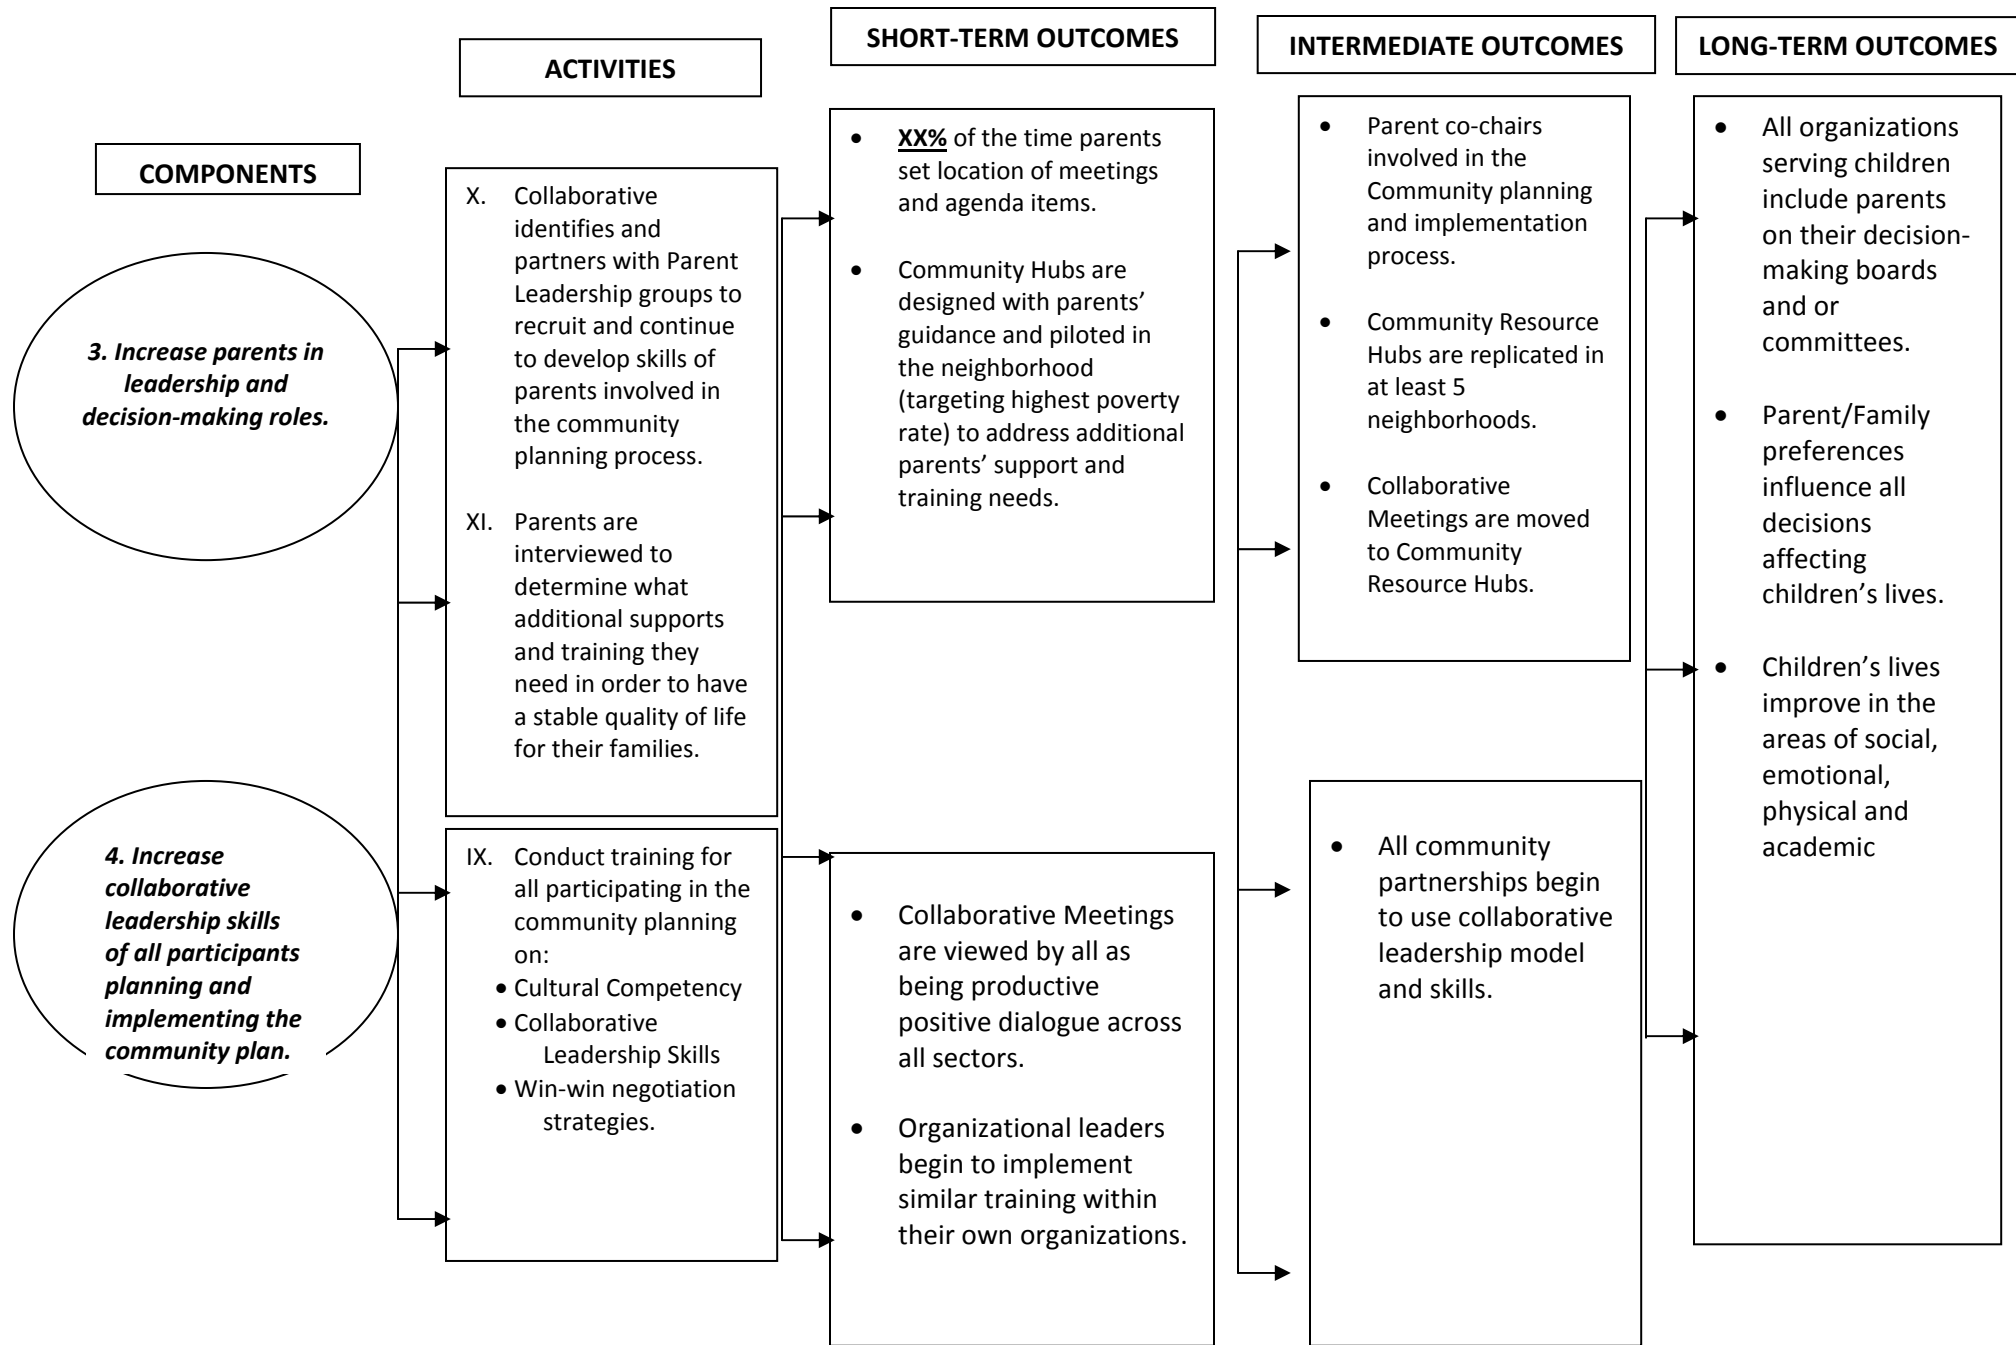 COMPONENTS
3. Increase parents in
leadership and
decision-making roles.
4. Increase
collaborative
leadership skills
of all participants
planning and
implementing the
community plan.
ACTIVITIES
X. Collaborative
identifies and
partners with Parent
Leadership groups to
recruit and continue
to develop skills of
parents involved in
the community
planning process.
XI. Parents are
interviewed to
determine what
additional supports
and training they
need in order to have
a stable quality of life
for their families.
IX. Conduct training for
all participating in the
community planning
on:
• Cultural Competency
• Collaborative
Leadership Skills
• Win-win negotiation
strategies.
SHORT-TERM OUTCOMES
• XX% of the time parents
set location of meetings
and agenda items.
• Community Hubs are
designed with parents’
guidance and piloted in
the neighborhood
(targeting highest poverty
rate) to address additional
parents’ support and
training needs.
• Collaborative Meetings
are viewed by all as
being productive
positive dialogue across
all sectors.
• Organizational leaders
begin to implement
similar training within
their own organizations.
INTERMEDIATE OUTCOMES
• Parent co-chairs
involved in the
Community planning
and implementation
process.
• Community Resource
Hubs are replicated in
at least 5
neighborhoods.
• Collaborative
Meetings are moved
to Community
Resource Hubs.
• All community
partnerships begin
to use collaborative
leadership model
and skills.
LONG-TERM OUTCOMES
• All organizations
serving children
include parents
on their decision-
making boards
and or
committees.
• Parent/Family
preferences
influence all
decisions
affecting
children’s lives.
• Children’s lives
improve in the
areas of social,
emotional,
physical and
academic